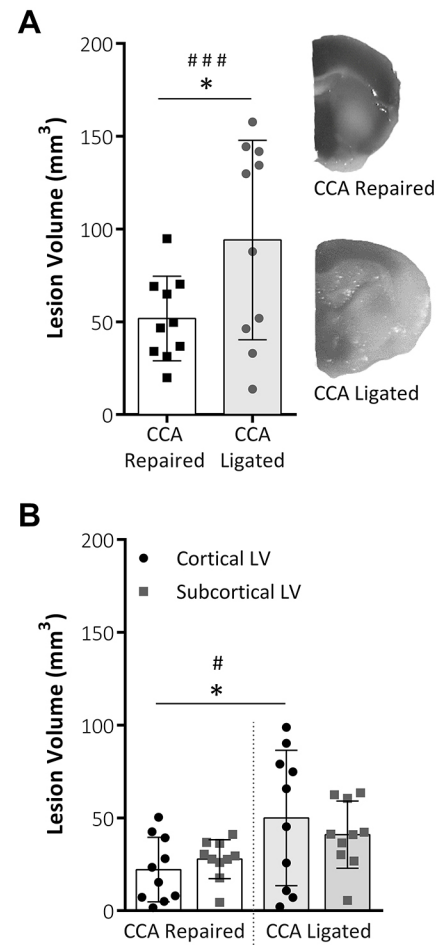 A
Lesion Volume (mm3)
200
150
100
50
0
# # #
*
CCA Repaired
CCA Ligated
CCA Repaired
CCA Ligated
B
Lesion Volume (mm3)
200
150
100
50
0
Cortical LV
Subcortical LV
#
*
CCA Repaired
CCA Ligated